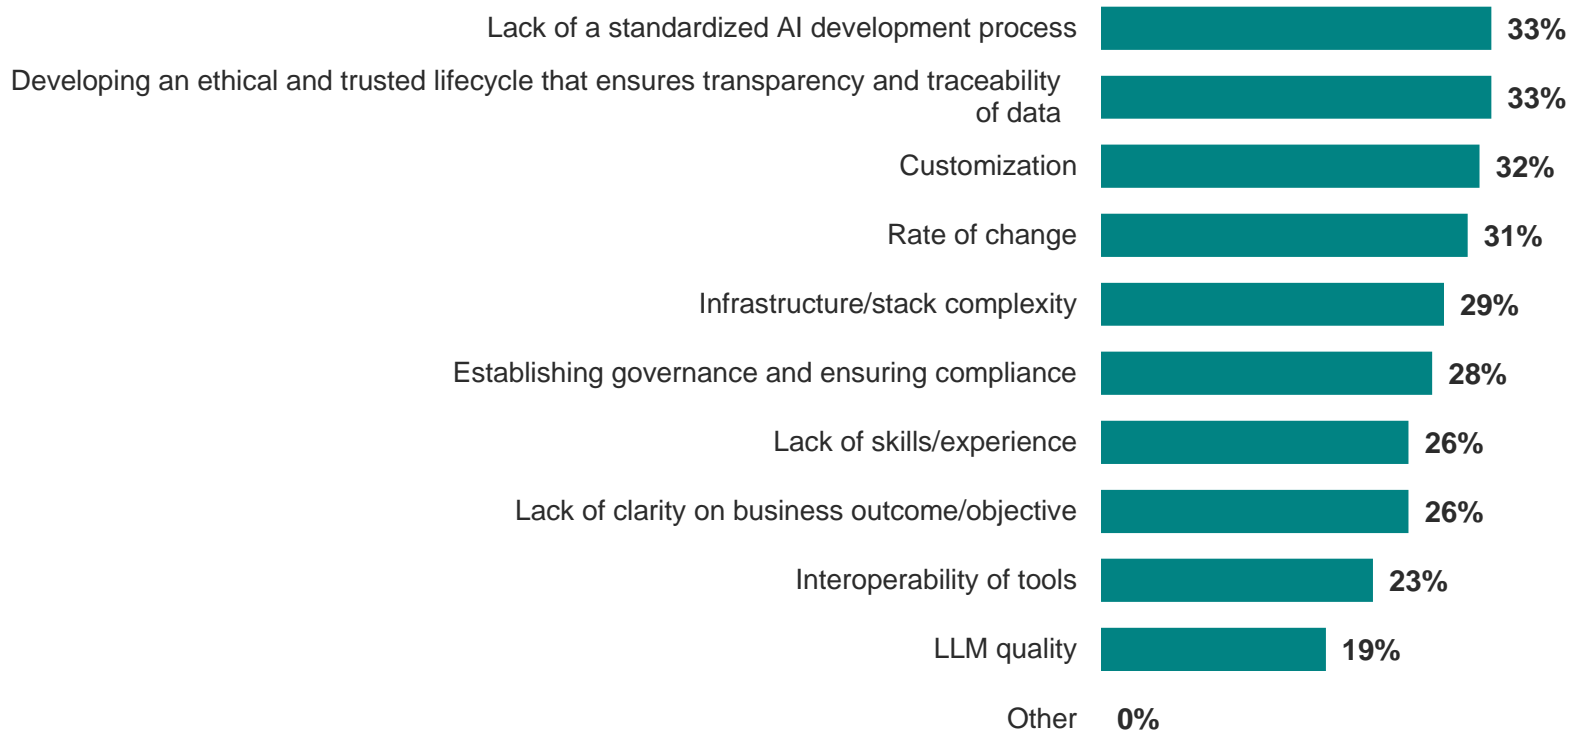 Lack of a standardized AI development process 33%
Developing an ethical and trusted lifecycle that ensures transparency and traceability
of data 33%
Customization 32%
Rate of change 31%
Infrastructure/stack complexity 29%
Establishing governance and ensuring compliance 28%
Lack of skills/experience 26%
Lack of clarity on business outcome/objective 26%
Interoperability of tools 23%
LLM quality 19%
Other 0%